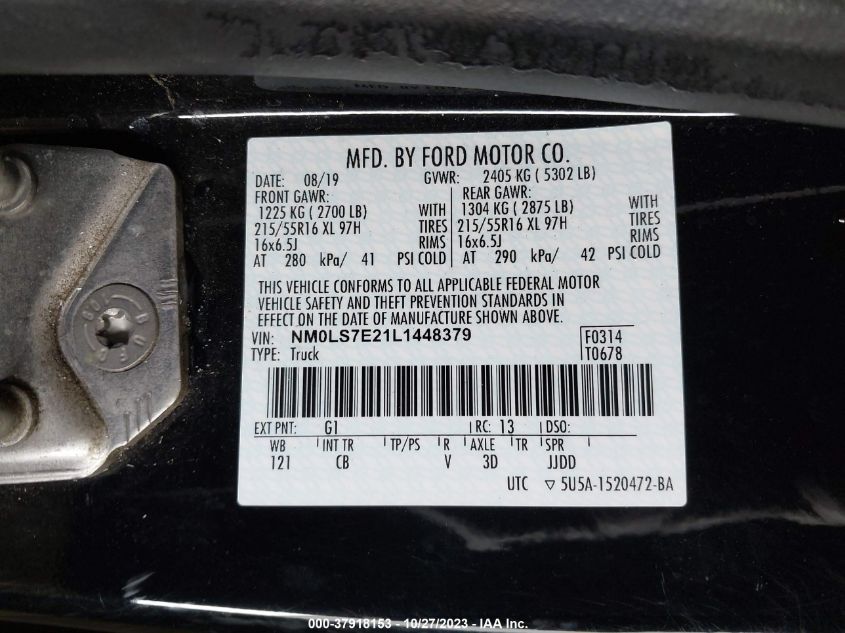 MFD. BY FORD MOTOR CO.
DATE: 08/19 GVWR: 2405 KG ( 5302 LB)
FRONT GAWR: REAR GAWR:
1225 KG ( 2700 LB) WITH 1304 KG ( 2875 LB) WITH
215/55R16 XL 97H TIRES 215/55R16 XL 97H TIRES
16x6.5J RIMS 16x6.5J RIMS
AT 280 kPa/ 41 PSI COLD AT 290 kPa/ 42 PSI COLD
THIS VEHICLE CONFORMS TO ALL APPLICABLE FEDERAL MOTOR
VEHICLE SAFETY AND THEFT PREVENTION STANDARDS IN
EFFECT ON THE DATE OF MANUFACTURE SHOWN ABOVE.
VIN: NM0LS7E21L1448379 F0314
TYPE: Truck T0678
EXT PNT: G1 RC: 13 DSO:
WB INT TR TP/PS R AXLE TR SPR
121 CB V 3D JJDD
UTC ▽ 5U5A-1520472-BA
000-37918153 - 10/27/2023 - IAA Inc.